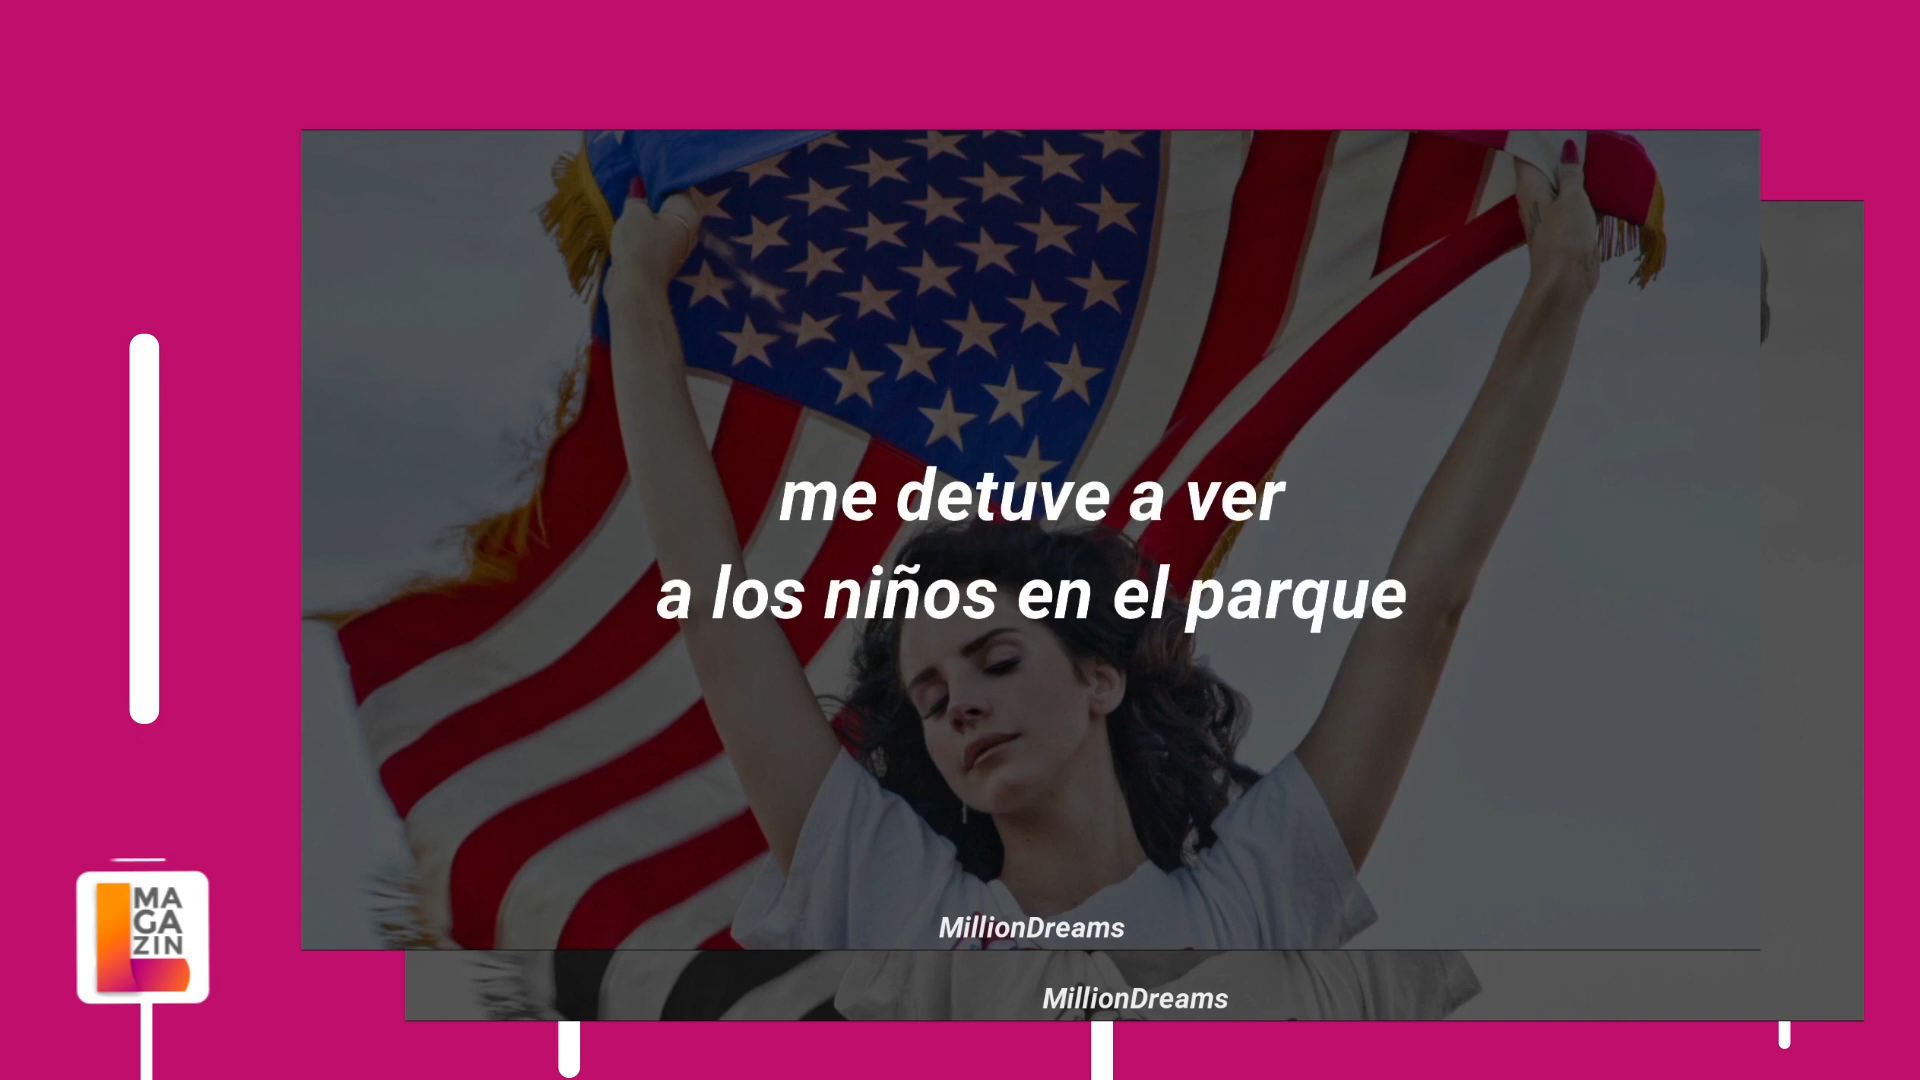 me detuve a ver
a los niños en el parque
MillionDreams
MillionDreams
MA
GA
ZIN